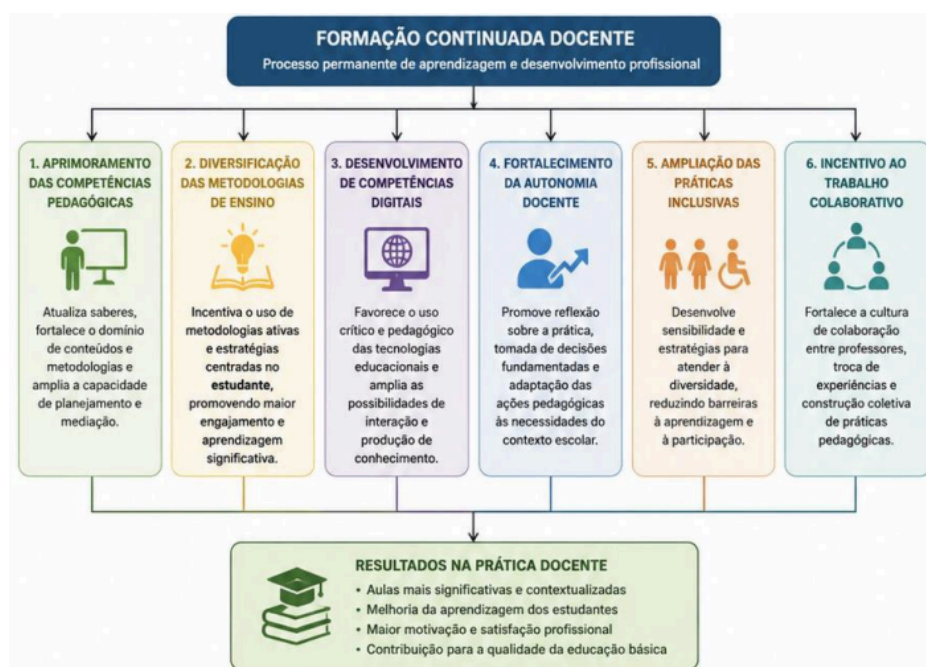 FORMAÇÃO CONTINUADA DOCENTE
Processo permanente de aprendizagem e desenvolvimento profissional
1. APRIMORAMENTO
DAS COMPETÊNCIAS
PEDAGÓGICAS
Atualiza saberes,
fortalece o domínio
de conteúdos e
metodologias e
amplia a capacidade
de planejamento e
mediação.
2. DIVERSIFICAÇÃO
DAS METODOLOGIAS
DE ENSINO
Incentiva o uso de
metodologias ativas
e estratégias
centradas no
estudante,
promovendo maior
engajamento e
aprendizagem
significativa.
3. DESENVOLVIMENTO
DE COMPETÊNCIAS
DIGITAIS
Favorece o uso
crítico e pedagógico
das tecnologias
educacionais e
amplia as
possibilidades de
interação e
produção de
conhecimento.
4. FORTALECIMENTO
DA AUTONOMIA
DOCENTE
Promove reflexão
sobre a prática,
tomada de decisões
fundamentadas e
adaptação das
ações pedagógicas
às necesidades do
contexto escolar.
5. AMPLIAÇÃO DAS
PRÁTICAS
INCLUSIVAS
Desenvolve
sensibilidade e
estratégias para
atender à
diversidade,
reduzindo barreiras
à aprendizagem e
à participação.
6. INCENTIVO AO
TRABALHO
COLABORATIVO
Fortalece a cultura
de colaboração
entre professores,
troca de
experiências e
construção coletiva
de práticas
pedagógicas.
RESULTADOS NA PRÁTICA DOCENTE
• Aulas mais significativas e contextualizadas
• Melhoria da aprendizagem dos estudantes
• Maior motivação e satisfação profissional
• Contribuição para a qualidade da educação básica